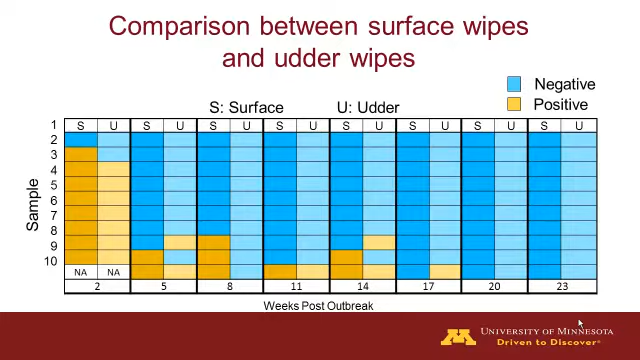 Comparison between surface wipes
and udder wipes
Negative
Positive
S: Surface U: Udder
1 S U S U S U S U S U S U S U S U
2
3
4
5
6
7
8
9
10
NA NA
2 5 8 11 14 17 20 23
Sample
Weeks Post Outbreak
M
UNIVERSITY OF MINNESOTA
Driven to Discover®